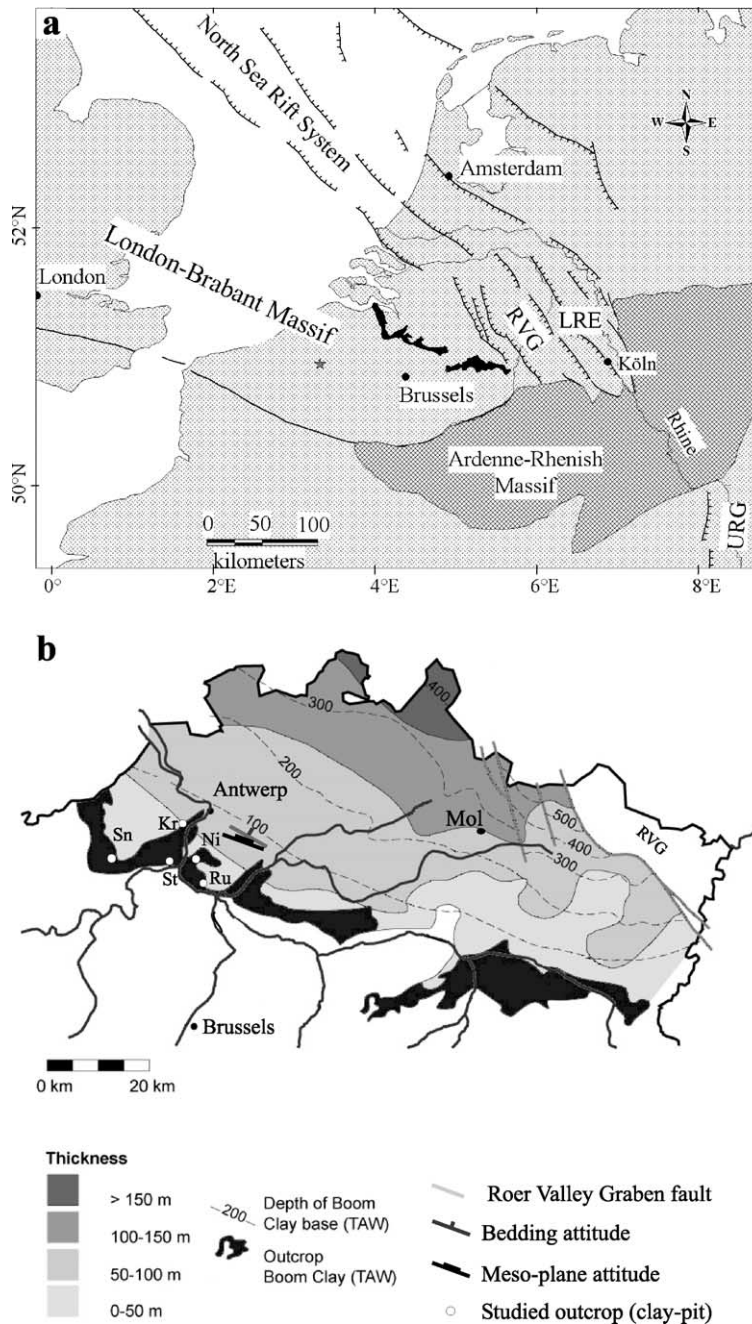 a
North Sea Rift System
N
W E
S
Amsterdam
52°N
London-Brabant Massif
London
RVG
LRE
Köln
Brussels
Rhine
Ardenne-Rhenish
Massif
50°N
URG
0 50 100
kilometers
0° 2°E 4°E 6°E 8°E
b
400
300
200
Antwerp
500
RVG
Kr
Mol
400
Sn
Ni
100
300
St
Ru
Brussels
0 km 20 km
Thickness
> 150 m
100-150 m
50-100 m
0-50 m
200 Depth of Boom
Clay base (TAW)
Outcrop
Boom Clay (TAW)
Roer Valley Graben fault
Bedding attitude
Meso-plane attitude
Studied outcrop (clay-pit)